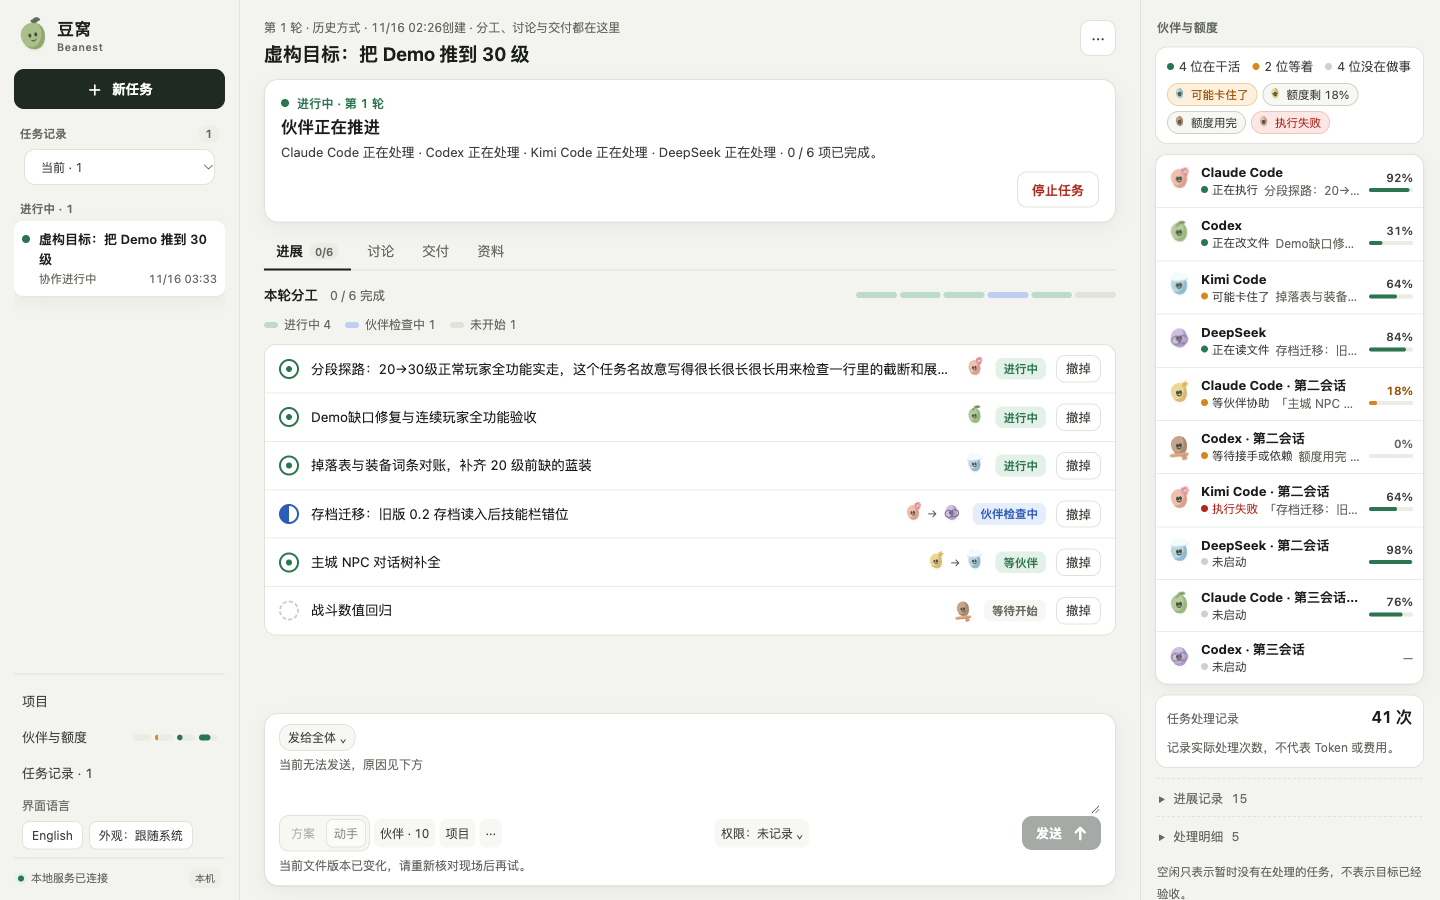 豆窝
Beanest
＋ 新任务
任务记录 1
当前 · 1
进行中 · 1
虚构目标：把 Demo 推到 30
级
协作进行中 11/16 03:33
项目
伙伴与额度
任务记录 · 1
界面语言
English 外观：跟随系统
本地服务已连接 本机
第 1 轮 · 历史方式 · 11/16 02:26创建 · 分工、讨论与交付都在这里
虚构目标：把 Demo 推到 30 级
···
进行中 · 第 1 轮
伙伴正在推进
Claude Code 正在处理 · Codex 正在处理 · Kimi Code 正在处理 · DeepSeek 正在处理 · 0 / 6 项已完成。
停止任务
进展 0/6 讨论 交付 资料
本轮分工 0 / 6 完成
进行中 4 伙伴检查中 1 未开始 1
分段探路：20→30级正常玩家全功能实走，这个任务名故意写得很长很长很长用来检查一行里的截断和展... 进行中 撤掉
Demo缺口修复与连续玩家全功能验收 进行中 撤掉
掉落表与装备词条对账，补齐 20 级前缺的蓝装 进行中 撤掉
存档迁移：旧版 0.2 存档读入后技能栏错位 → 伙伴检查中 撤掉
主城 NPC 对话树补全 → 等伙伴 撤掉
战斗数值回归 等待开始 撤掉
发给全体
当前无法发送，原因见下方
方案 动手 伙伴 · 10 项目 ··· 权限：未记录 发送 ↑
当前文件版本已变化，请重新核对现场后再试。
伙伴与额度
4 位在干活 2 位等着 4 位没在做事
可能卡住了 额度剩 18%
额度用完 执行失败
Claude Code 92%
正在执行 分段探路：20→...
Codex 31%
正在改文件 Demo缺口修...
Kimi Code 64%
可能卡住了 掉落表与装备...
DeepSeek 84%
正在读文件 存档迁移：旧...
Claude Code · 第二会话 18%
等伙伴协助 「主城 NPC ...
Codex · 第二会话 0%
等待接手或依赖 额度用完 ...
Kimi Code · 第二会话 64%
执行失败 「存档迁移：旧...
DeepSeek · 第二会话 98%
未启动
Claude Code · 第三会话... 76%
未启动
Codex · 第三会话 —
未启动
任务处理记录 41 次
记录实际处理次数，不代表 Token 或费用。
▸ 进展记录 15
▸ 处理明细 5
空闲只表示暂时没有在处理的任务，不表示目标已经
验收。